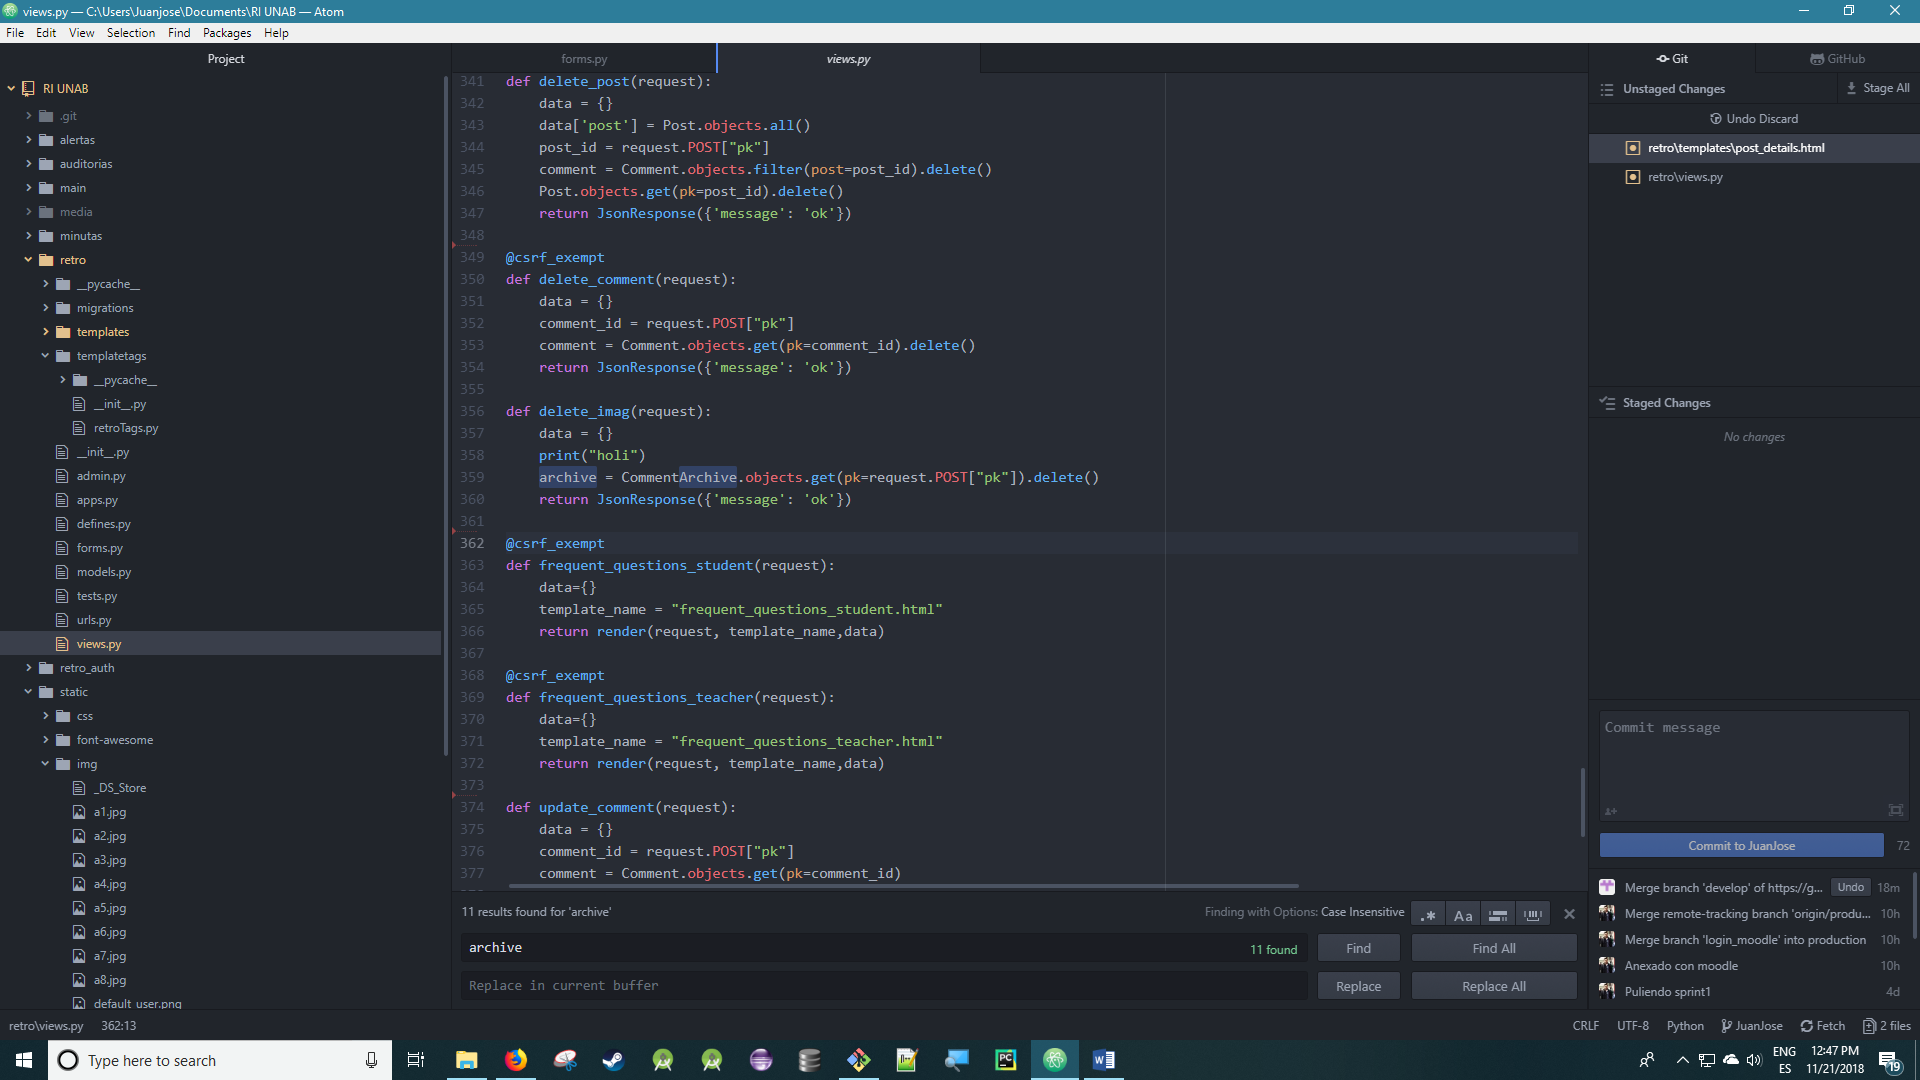 views.py — C:\Users\Juanjose\Documents\RI UNAB — Atom
File Edit View Selection Find Packages Help
Project
RI UNAB
.git
alertas
auditorias
main
media
minutas
retro
__pycache__
migrations
templates
templatetags
__pycache__
__init__.py
retroTags.py
__init__.py
admin.py
apps.py
defines.py
forms.py
models.py
tests.py
urls.py
views.py
retro_auth
static
css
font-awesome
img
_DS_Store
a1.jpg
a2.jpg
a3.jpg
a4.jpg
a5.jpg
a6.jpg
a7.jpg
a8.jpg
default_user.png
forms.py
views.py
341 def delete_post(request):
342 data = {}
343 data['post'] = Post.objects.all()
344 post_id = request.POST["pk"]
345 comment = Comment.objects.filter(post=post_id).delete()
346 Post.objects.get(pk=post_id).delete()
347 return JsonResponse({'message': 'ok'})
348
349 @csrf_exempt
350 def delete_comment(request):
351 data = {}
352 comment_id = request.POST["pk"]
353 comment = Comment.objects.get(pk=comment_id).delete()
354 return JsonResponse({'message': 'ok'})
355
356 def delete_imag(request):
357 data = {}
358 print("holi")
359 archive = CommentArchive.objects.get(pk=request.POST["pk"]).delete()
360 return JsonResponse({'message': 'ok'})
361
362 @csrf_exempt
363 def frequent_questions_student(request):
364 data={}
365 template_name = "frequent_questions_student.html"
366 return render(request, template_name,data)
367
368 @csrf_exempt
369 def frequent_questions_teacher(request):
370 data={}
371 template_name = "frequent_questions_teacher.html"
372 return render(request, template_name,data)
373
374 def update_comment(request):
375 data = {}
376 comment_id = request.POST["pk"]
377 comment = Comment.objects.get(pk=comment_id)
11 results found for 'archive'
Finding with Options: Case Insensitive
.* Aa
archive
11 found
Find
Find All
Replace in current buffer
Replace
Replace All
Git
GitHub
Unstaged Changes
Stage All
Undo Discard
retro\templates\post_details.html
retro\views.py
Staged Changes
No changes
Commit message
Commit to JuanJose
72
Merge branch 'develop' of https://g... Undo 18m
Merge remote-tracking branch 'origin/produ... 10h
Merge branch 'login_moodle' into production 10h
Anexado con moodle 10h
Puliendo sprint1 4d
retro\views.py 362:13
CRLF UTF-8 Python JuanJose Fetch 2 files
Type here to search
PC
ENG
ES
12:47 PM
11/21/2018
19